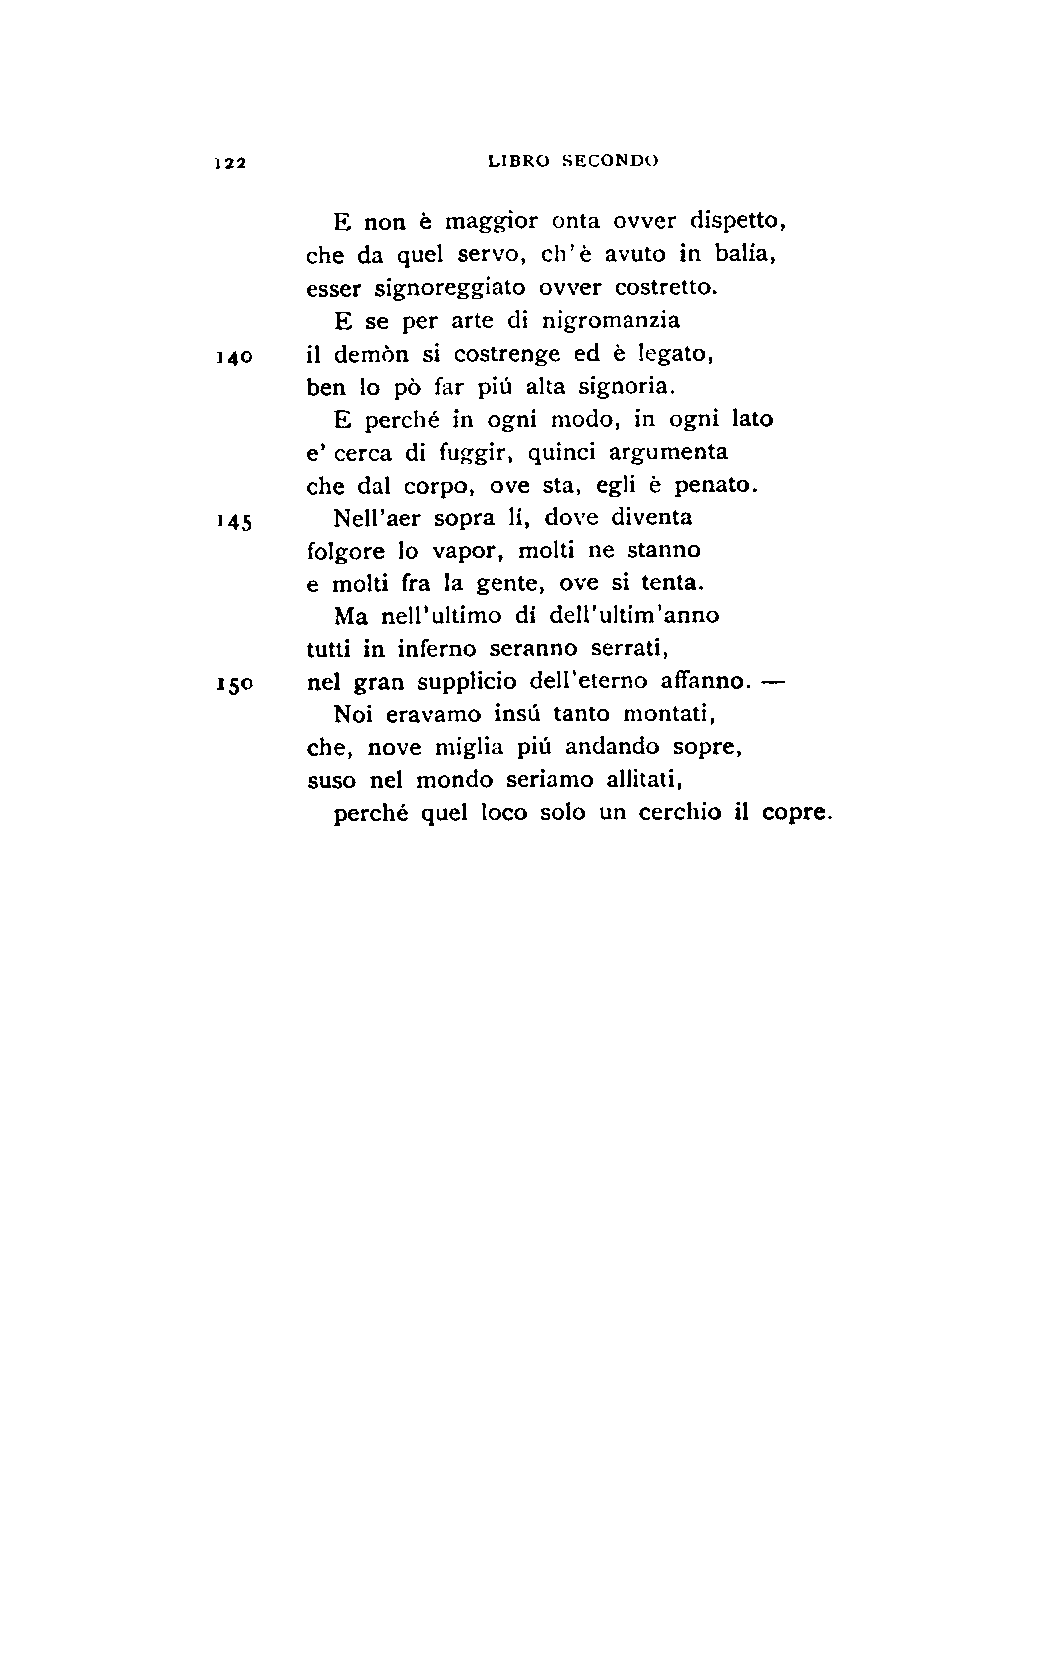 122 LIBRO SECONDO
E non è maggior onta ovver dispetto,
che da quel servo, ch'è avuto in balía,
esser signoreggiato ovver costretto.
E se per arte di nigromanzia
140 il demòn si costrenge ed è legato,
ben lo pò far piú alta signoria.
E perché in ogni modo, in ogni lato
e' cerca di fuggir, quinci argumenta
che dal corpo, ove sta, egli è penato.
145 Nell'aer sopra lí, dove diventa
folgore lo vapor, molti ne stanno
e molti fra la gente, ove si tenta.
Ma nell'ultimo dí dell'ultim'anno
tutti in inferno seranno serrati,
150 nel gran supplicio dell'eterno affanno. —
Noi eravamo insú tanto montati,
che, nove miglia piú andando sopre,
suso nel mondo seriamo allitati,
perché quel loco solo un cerchio il copre.